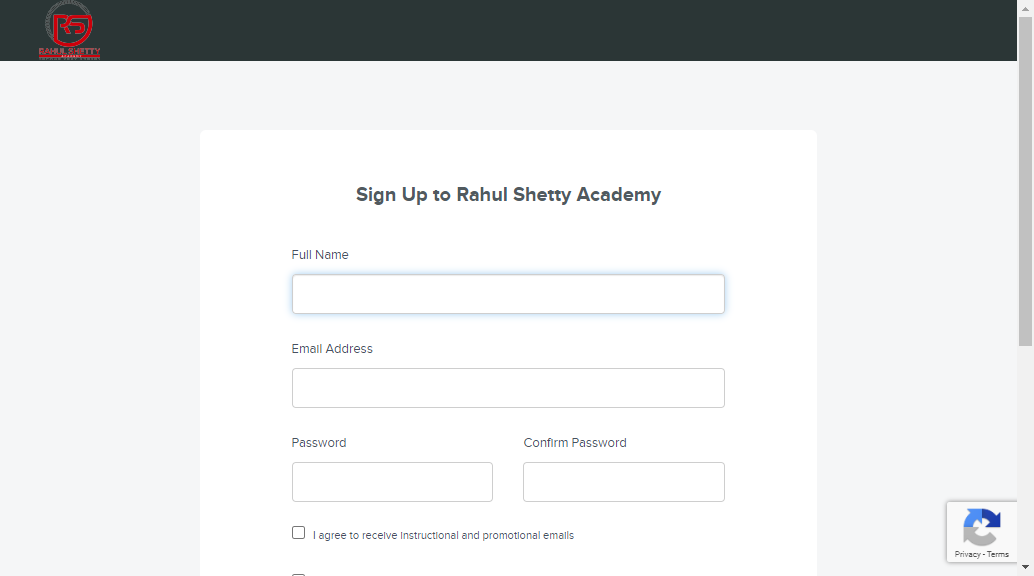 RAHUL SHETTY
Sign Up to Rahul Shetty Academy
Full Name
Email Address
Password
Confirm Password
I agree to receive instructional and promotional emails
Privacy - Terms